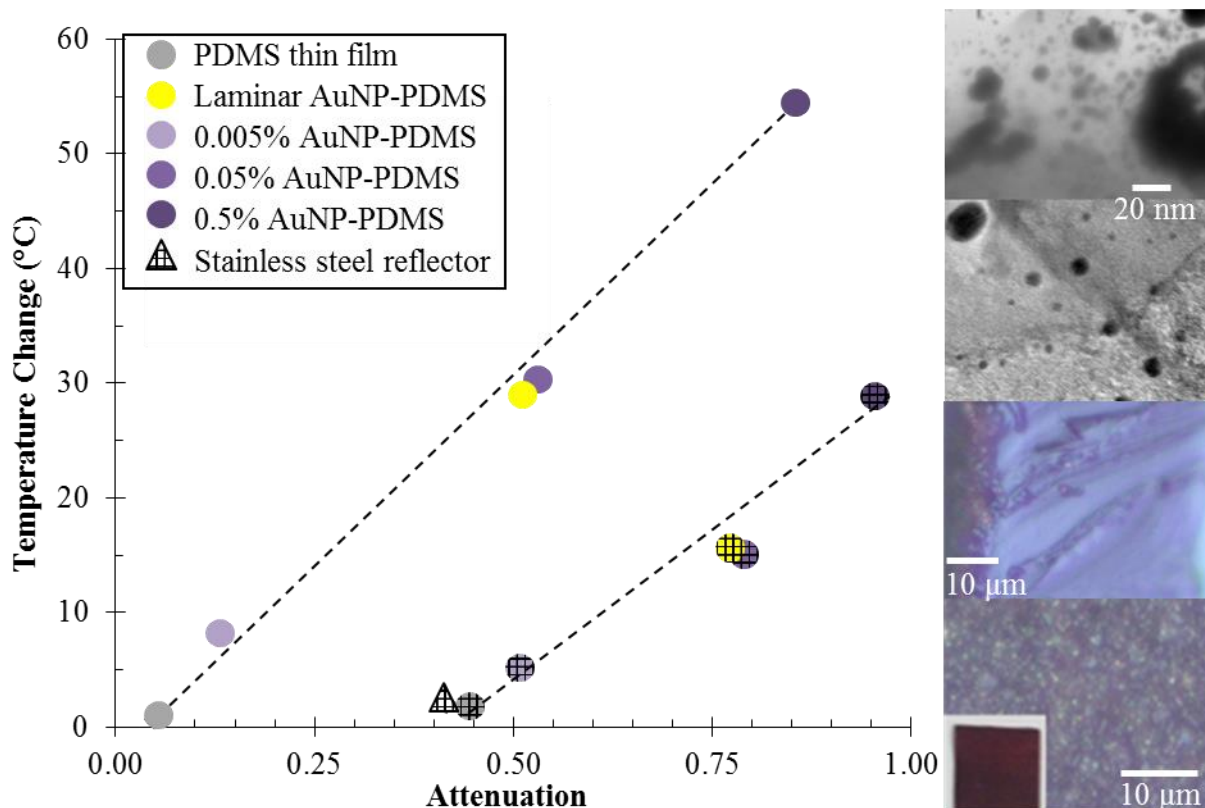 60
50
40
30
20
10
0
Temperature Change (°C)
PDMS thin film
Laminar AuNP-PDMS
0.005% AuNP-PDMS
0.05% AuNP-PDMS
0.5% AuNP-PDMS
Stainless steel reflector
0.00
0.25
0.50
0.75
1.00
Attenuation
20 nm
10 µm
10 µm